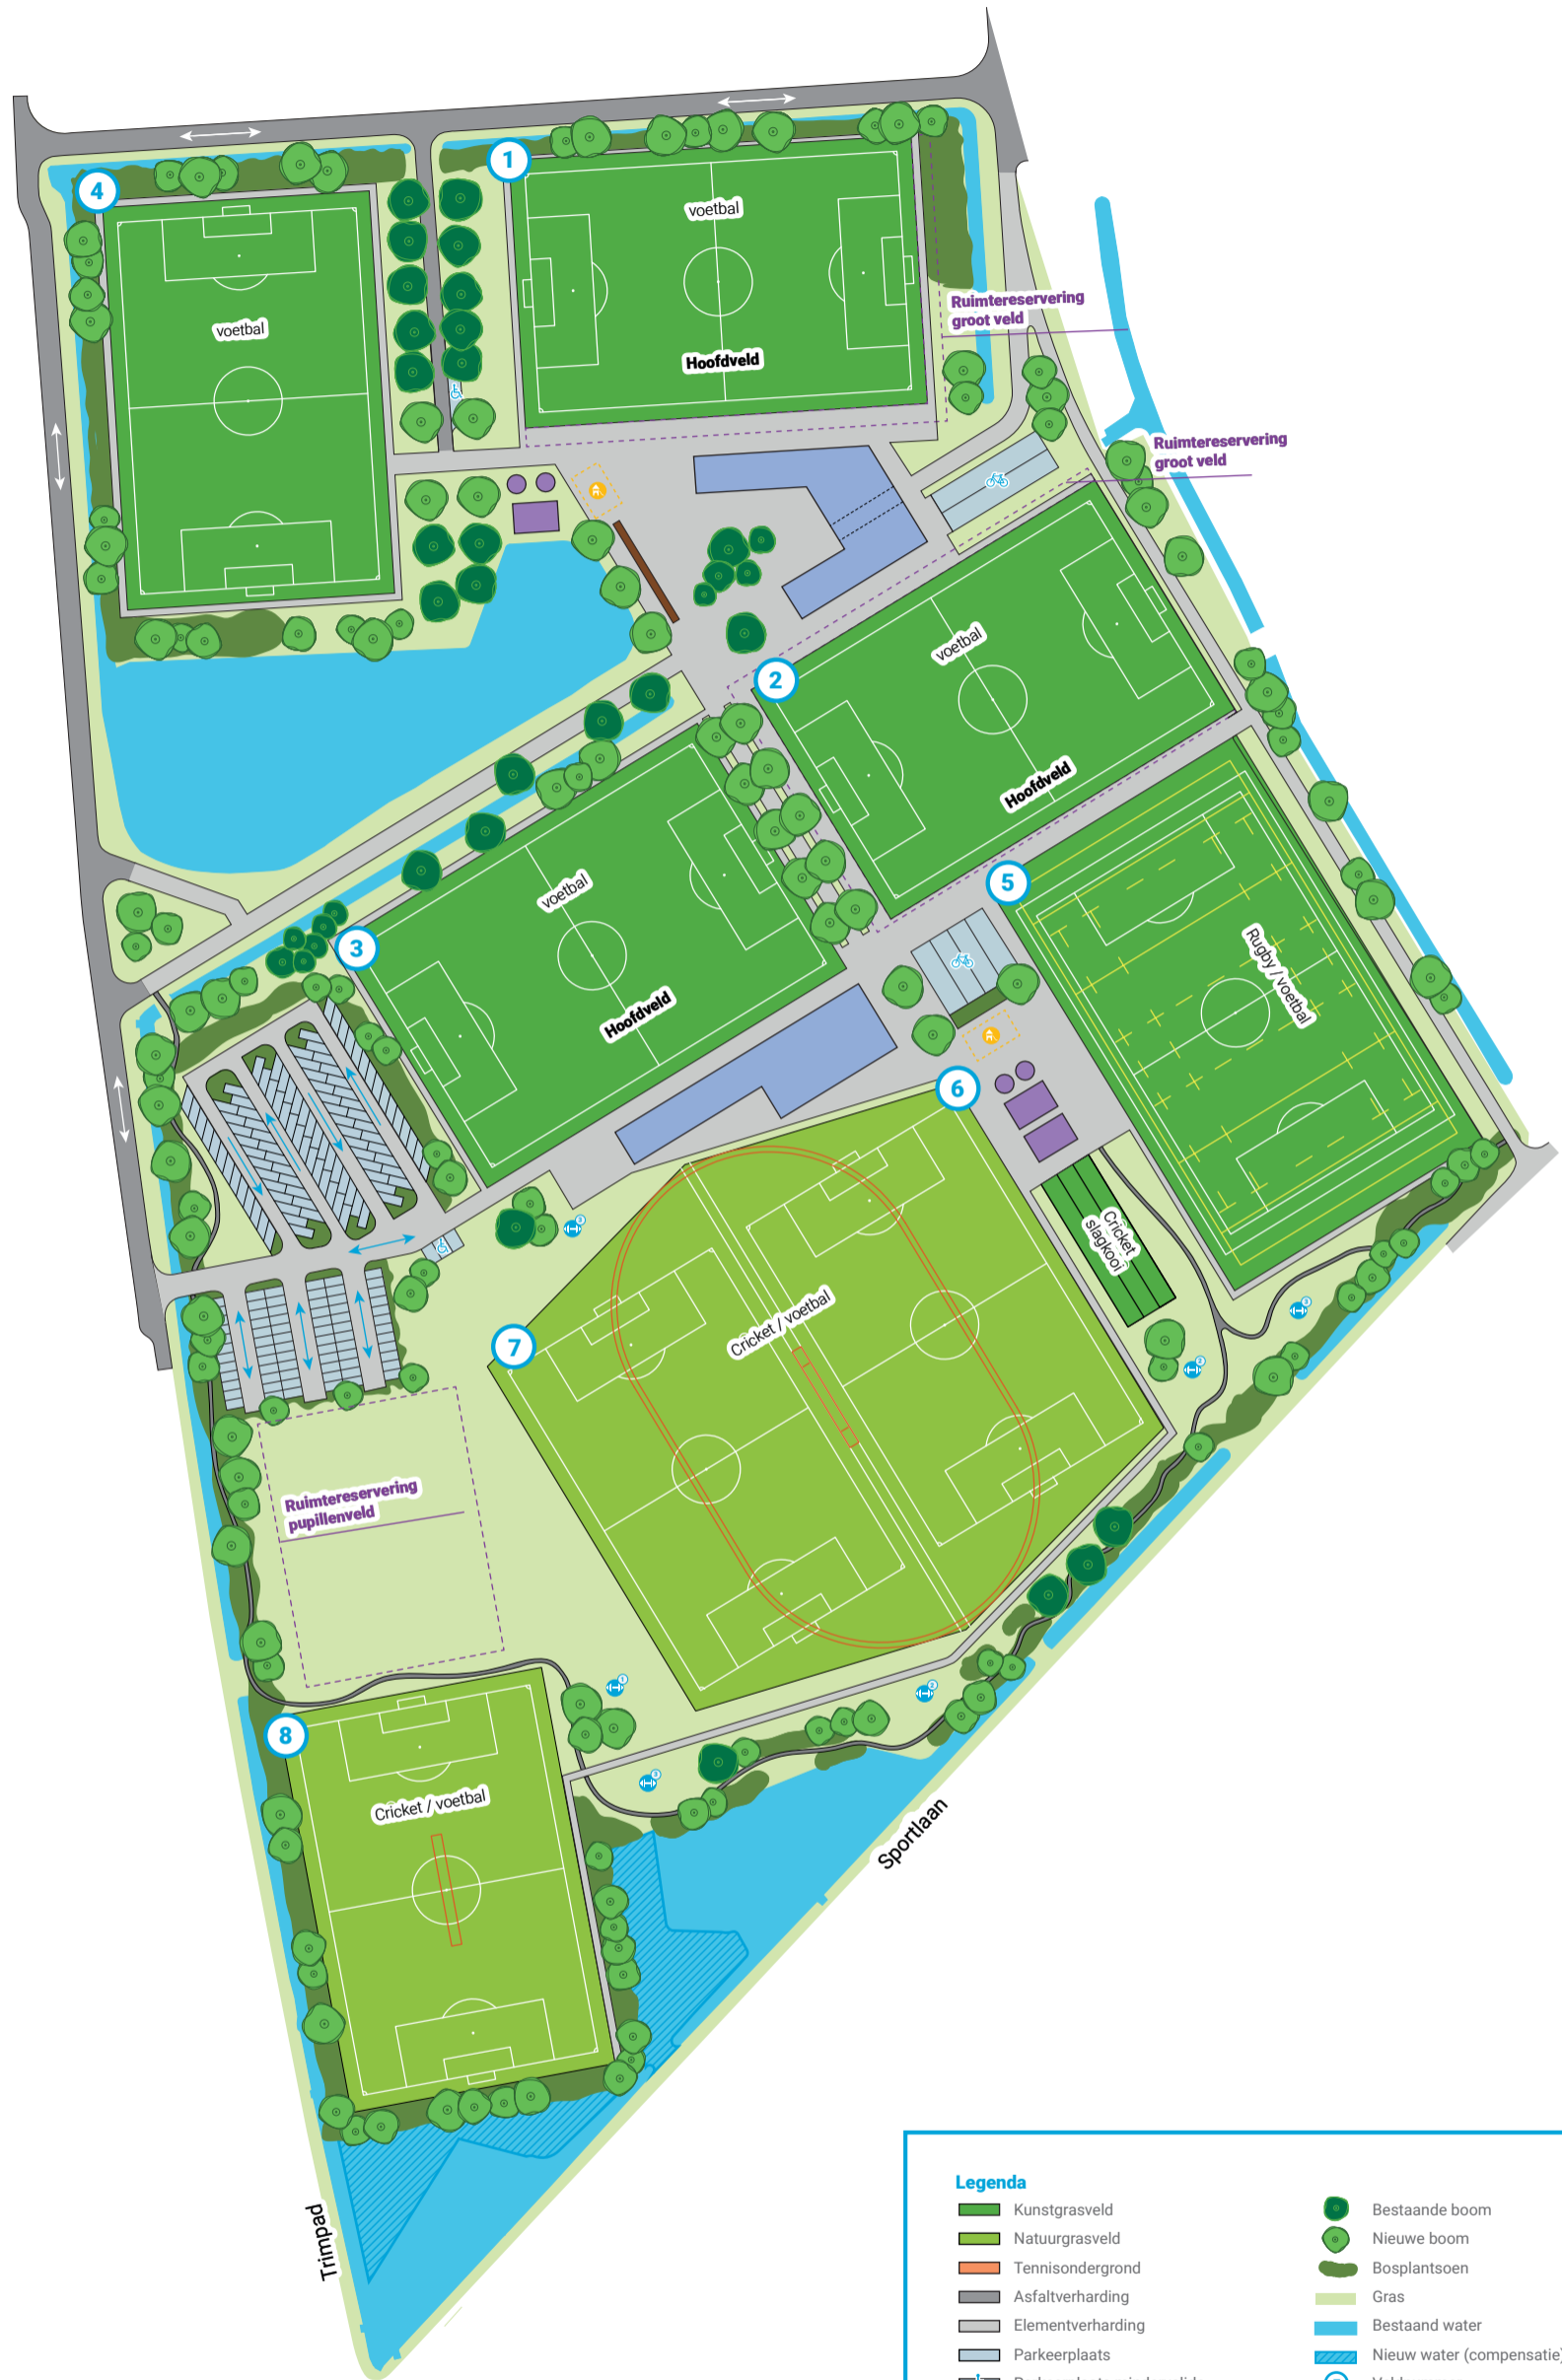 1
4
voetbal
voetbal
Hoofdveld
Ruimtereservering
groot veld
Ruimtereservering
groot veld
2
voetbal
Hoofdveld
3
voetbal
Hoofdveld
5
Rugby / voetbal
6
Cricket
slagkooi
7
Cricket / voetbal
Ruimtereservering
pupillenveld
8
Cricket / voetbal
Sportlaan
Trimpad
Legenda
Kunstgrasveld
Natuurgrasveld
Tennisondergrond
Asfaltverharding
Elementverharding
Parkeerplaats
Bestaande boom
Nieuwe boom
Bosplantsoen
Gras
Bestaand water
Nieuw water (compensatie)